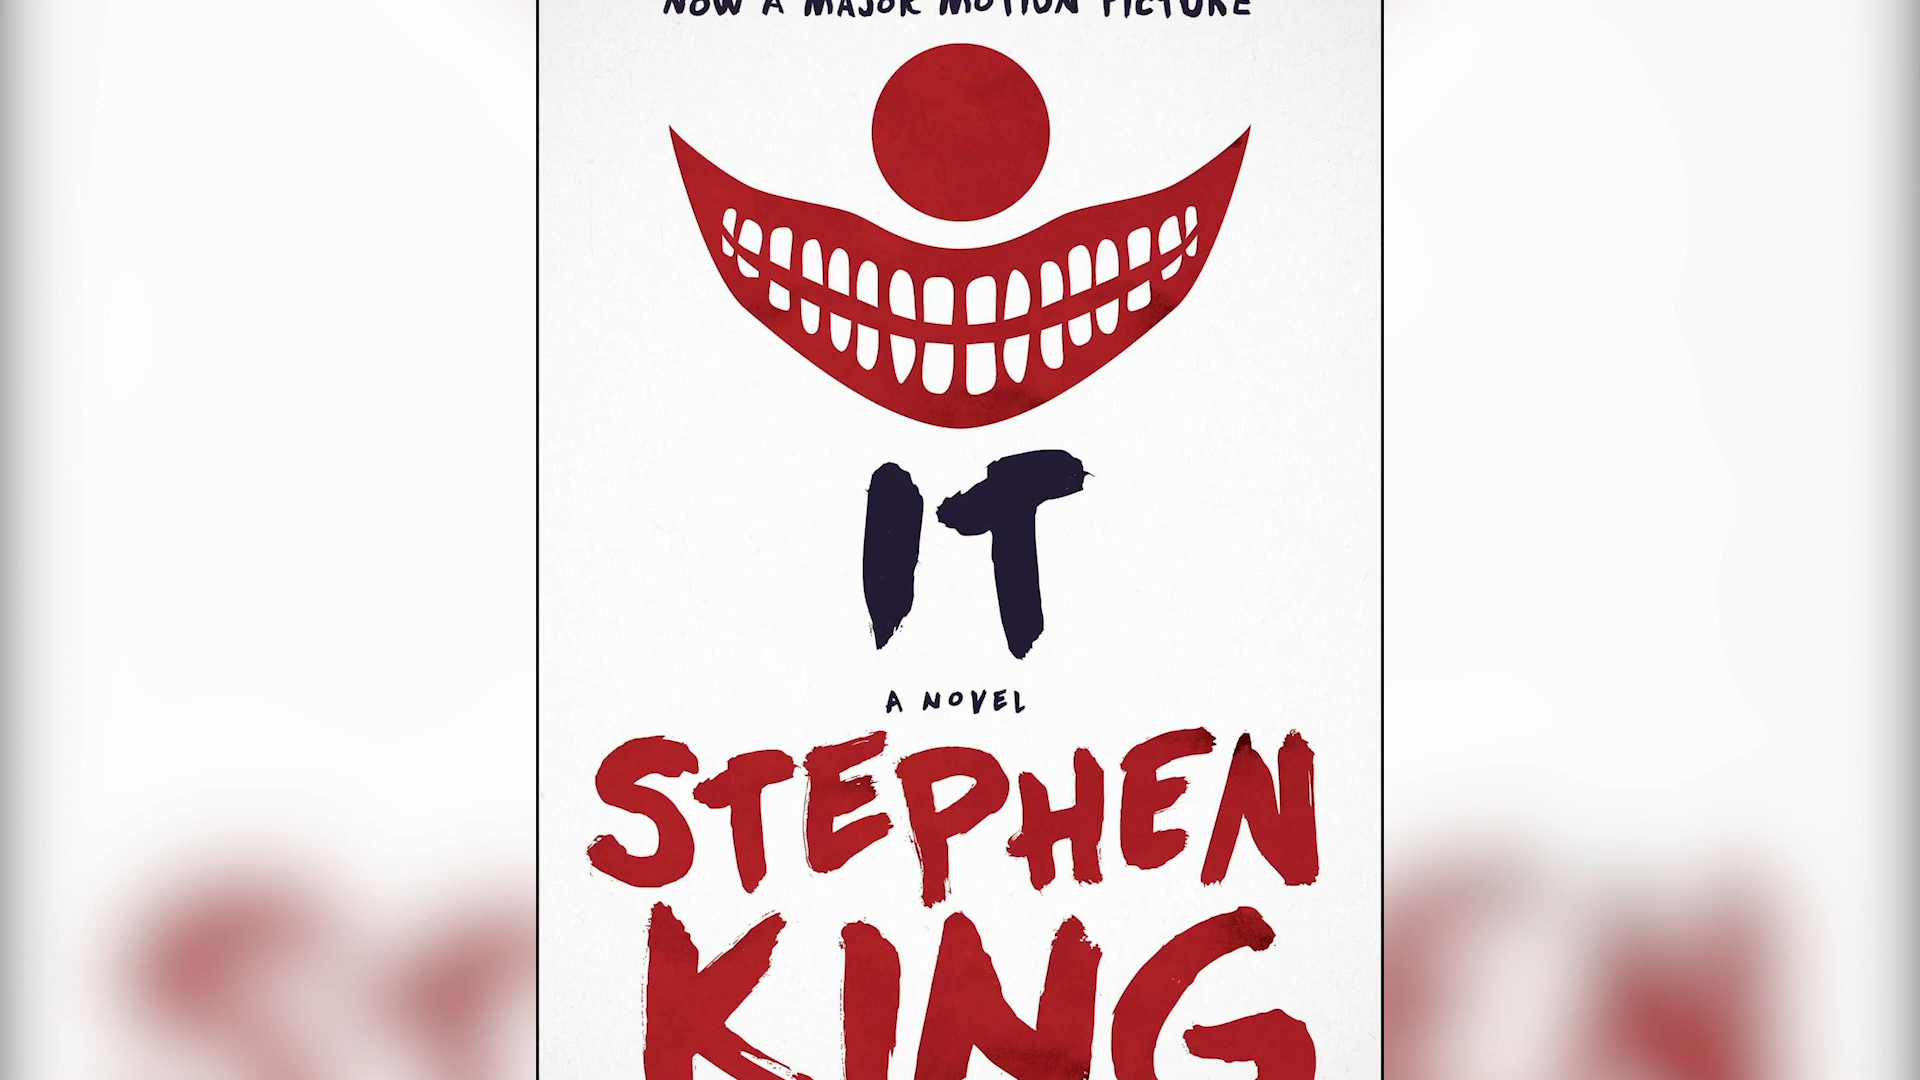 NOW A MAJOR MOTION PICTURE
IT
A NOVEL
STEPHEN
KING